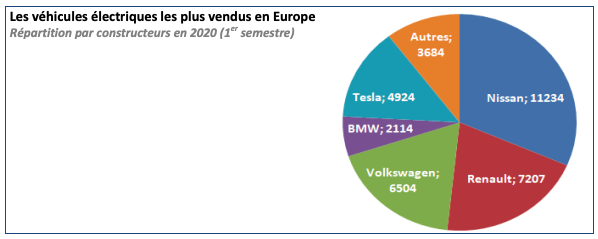 Les véhicules électriques les plus vendus en Europe
Répartition par constructeurs en 2020 (1er semestre)
Autres;
3684
Nissan; 11234
Tesla; 4924
BMW; 2114
Volkswagen;
6504
Renault; 7207